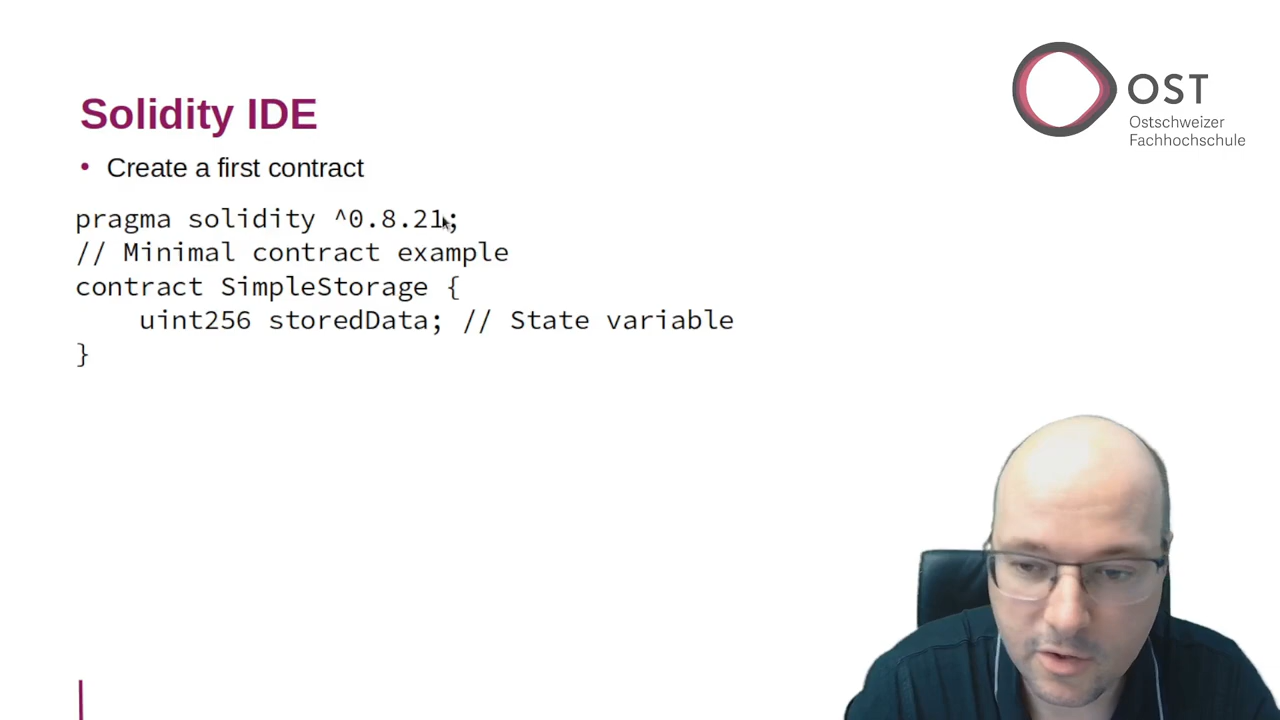 OST
Ostschweizer
Fachhochschule
Solidity IDE
• Create a first contract
pragma solidity ^0.8.21;
// Minimal contract example
contract SimpleStorage {
    uint256 storedData; // State variable
}